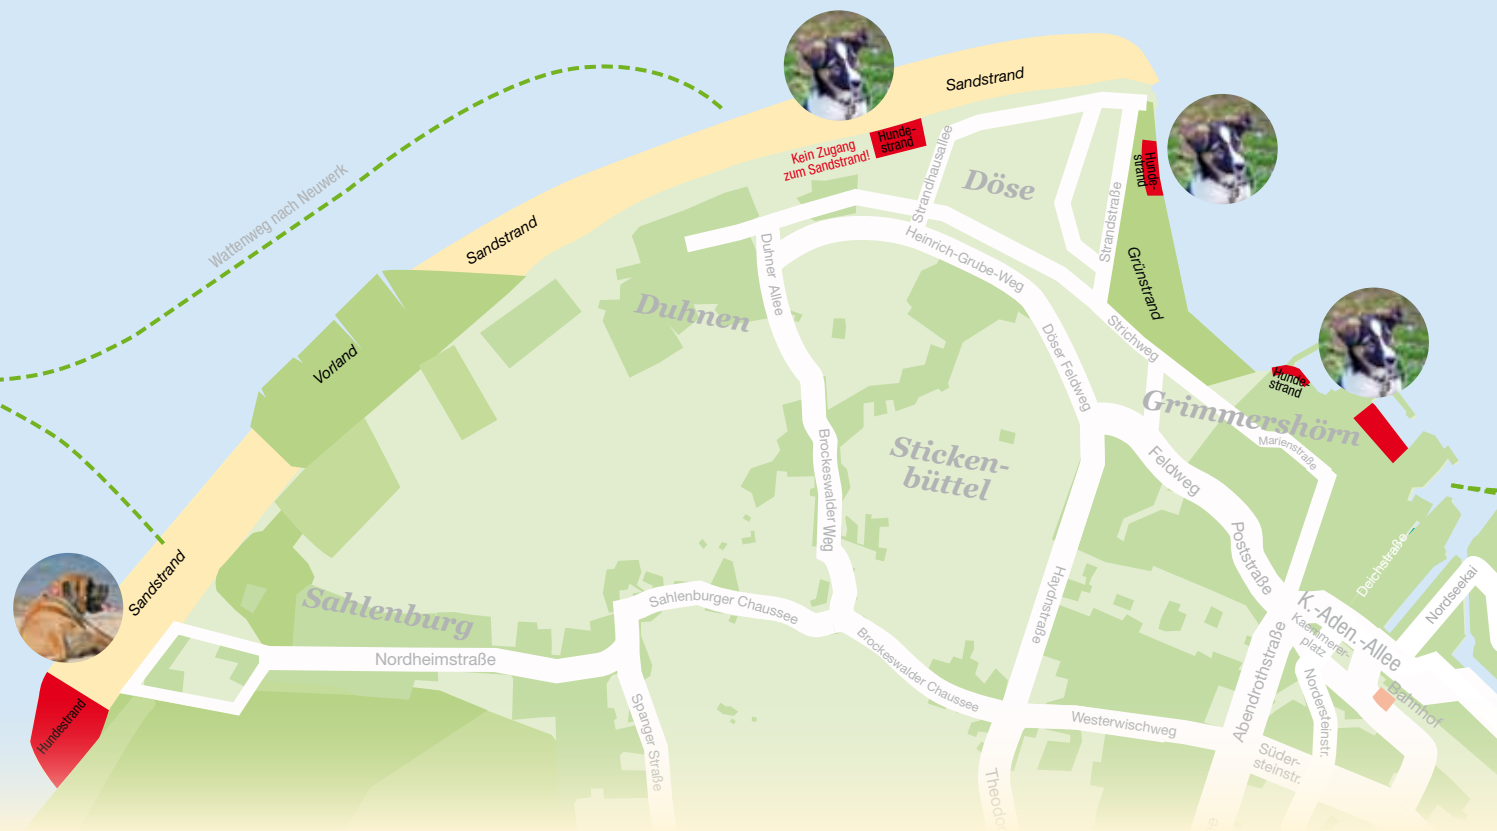 Sandstrand
Hunde-
strand
Kein Zugang
zum Sandstrand!
Strandhausallee
Döse
Hunde-
strand
Strandstraße
Wattenweg nach Neuwerk
Sandstrand
Heinrich-Grube-Weg
Duhner Allee
Grünstrand
Duhnen
Strichweg
Döser Feldweg
Vorland
Hunde-
strand
Grimmershörn
Marienstraße
Sticken-
büttel
Feldweg
Brockeswalder Weg
Poststraße
Deichstraße
Sandstrand
Haydnstraße
Nordseekai
Sahlenburg
Sahlenburger Chaussee
K.-Aden.-Allee
Kaemmerer-
platz
Nordheimstraße
Brockeswalder Chaussee
Abendrothstraße
Nordersteinstr.
Bahnhof
Hundestrand
Spanger Straße
Westerwischweg
Süder-
steinstr.
Theodo